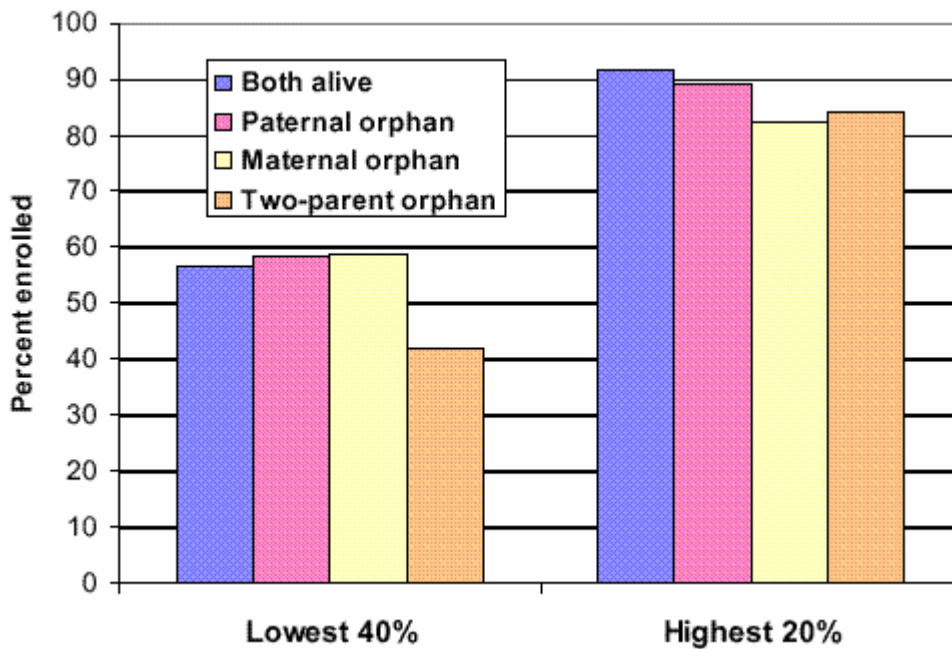 100
90
80
70
60
50
40
30
20
10
0
Percent enrolled
Both alive
Paternal orphan
Maternal orphan
Two-parent orphan
Lowest 40%
Highest 20%